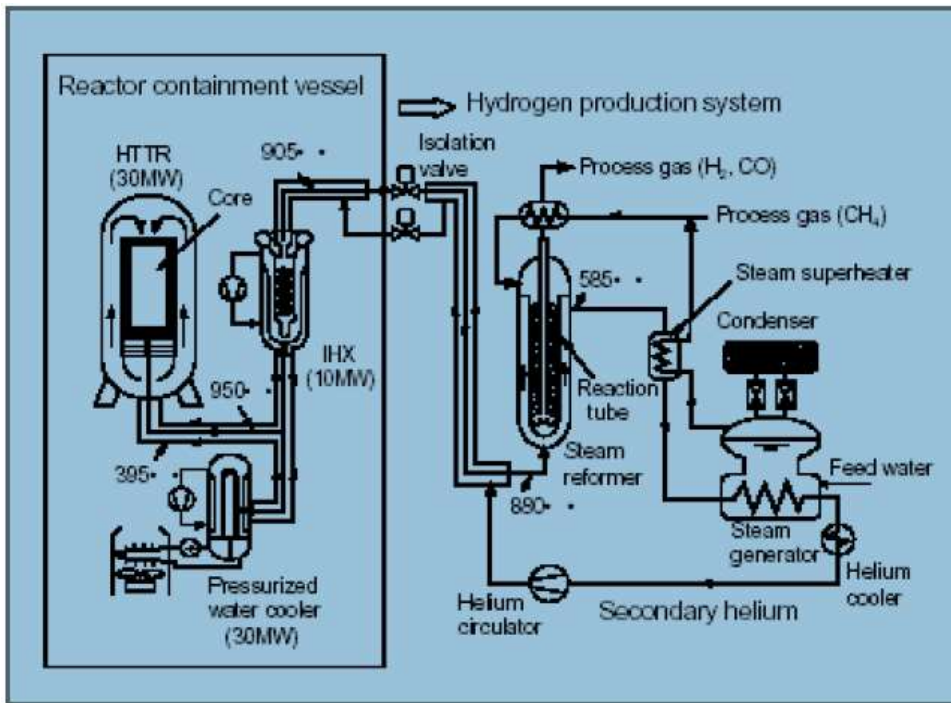 Reactor containment vessel
Hydrogen production system
HTTR
(30MW)
Core
905• •
Isolation
valve
Process gas (H2, CO)
Process gas (CH4)
585• •
Steam superheater
Condenser
IHX
(10MW)
950• •
Reaction
tube
395• •
Steam
reformer
880• •
Feed water
Steam
generator
Helium
cooler
Pressurized
water cooler
(30MW)
Helium
circulator
Secondary helium